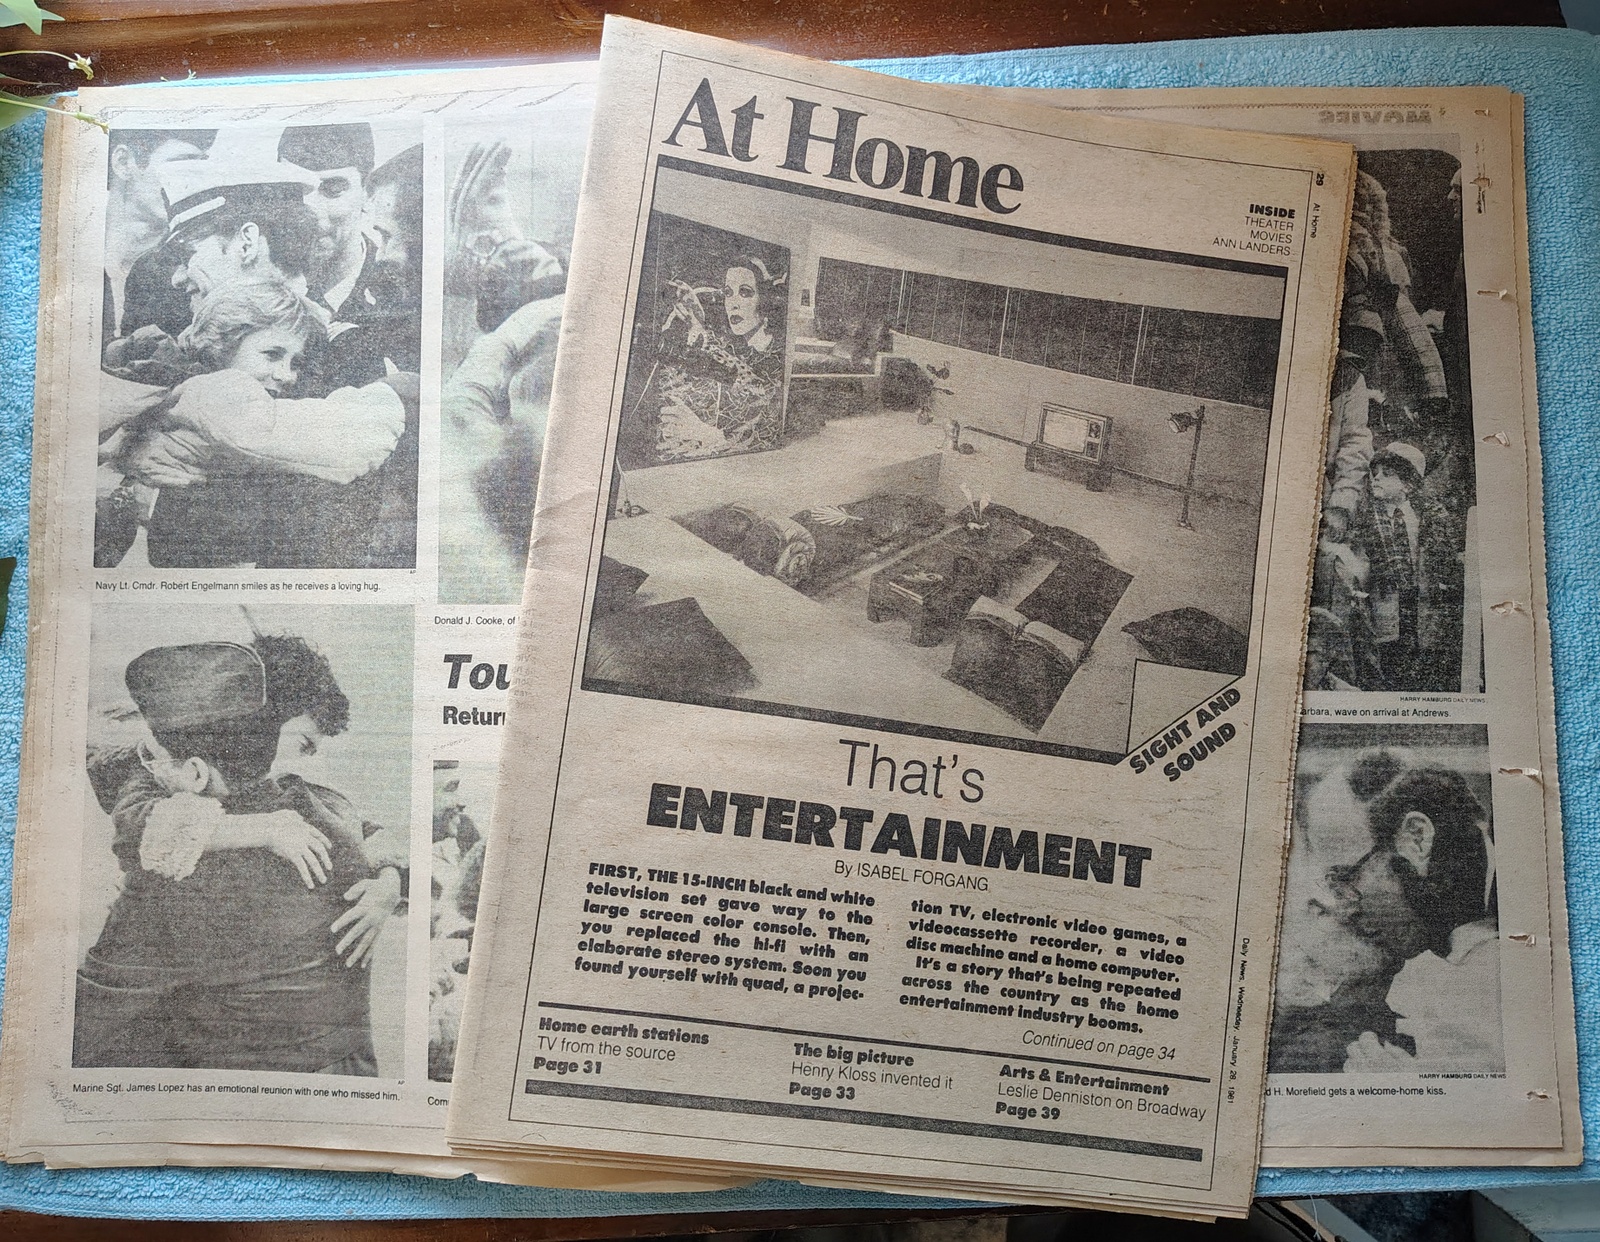 Navy Lt. Cmdr. Robert Engelmann smiles as he receives a loving hug.
AP
Marine Sgt. James Lopez has an emotional reunion with one who missed him.
AP
Donald J. Cooke, of
Tou
Return
Com
At Home
INSIDE
THEATER
MOVIES
ANN LANDERS
29
At Home
SIGHT AND
SOUND
That's
ENTERTAINMENT
By ISABEL FORGANG
FIRST, THE 15-INCH black and white
television set gave way to the
large screen color console. Then,
you replaced the hi-fi with an
elaborate stereo system. Soon you
found yourself with quad, a projec-
tion TV, electronic video games, a
videocassette recorder, a video
disc machine and a home computer.
It's a story that's being repeated
across the country as the home
entertainment industry booms.
Continued on page 34
Home earth stations
TV from the source
Page 31
The big picture
Henry Kloss invented it
Page 33
Arts & Entertainment
Leslie Denniston on Broadway
Page 39
Daily News, Wednesday, January 28, 1981
MOVIES
HARRY HAMBURG DAILY NEWS
arbara, wave on arrival at Andrews.
HARRY HAMBURG DAILY NEWS
d H. Morefield gets a welcome-home kiss.